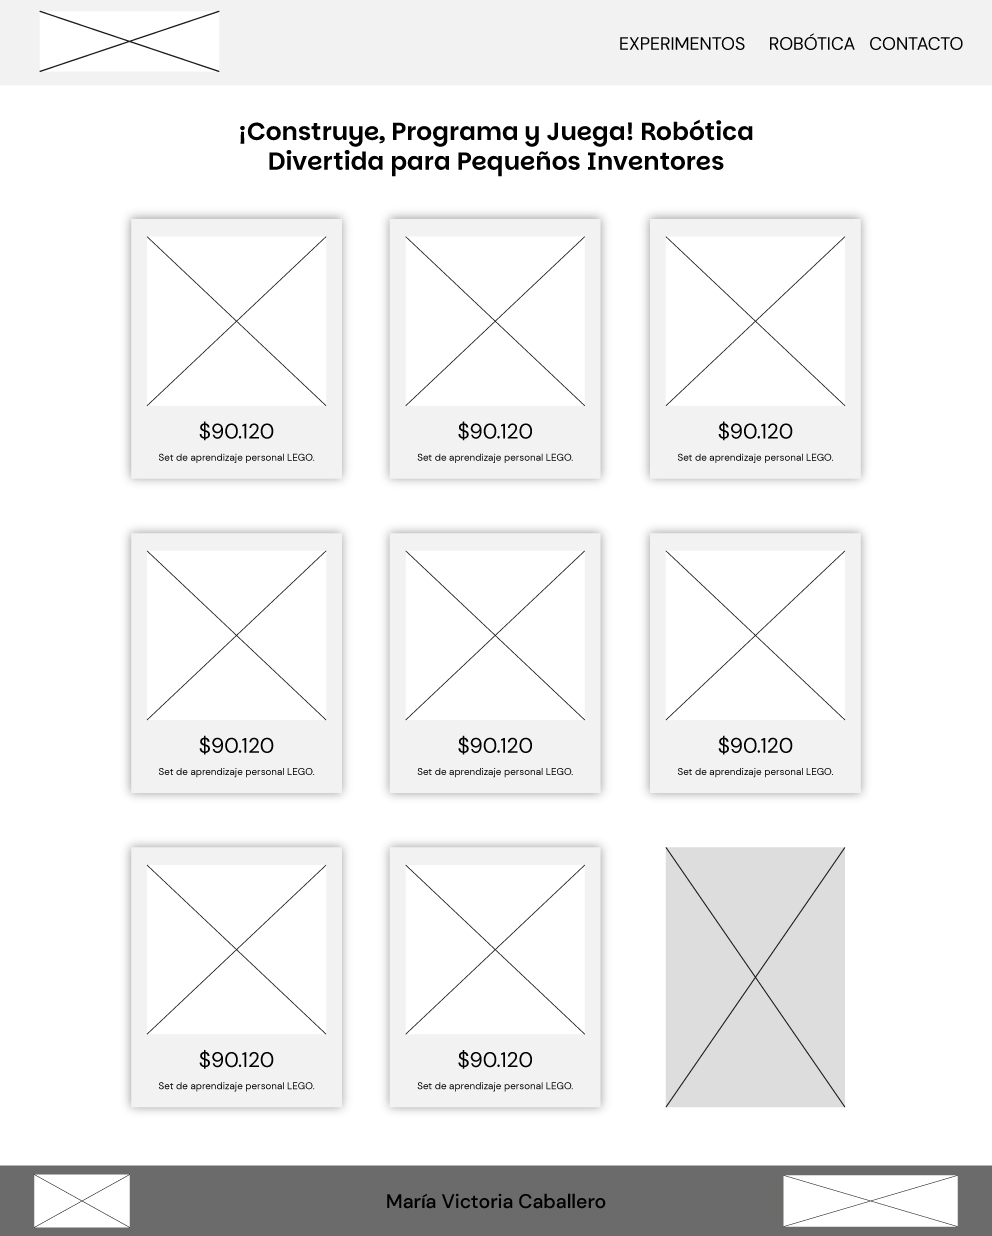 EXPERIMENTOS ROBÓTICA CONTACTO
¡Construye, Programa y Juega! Robótica
Divertida para Pequeños Inventores
$90.120 $90.120 $90.120
Set de aprendizaje personal LEGO. Set de aprendizaje personal LEGO. Set de aprendizaje personal LEGO.
$90.120 $90.120 $90.120
Set de aprendizaje personal LEGO. Set de aprendizaje personal LEGO. Set de aprendizaje personal LEGO.
$90.120 $90.120
Set de aprendizaje personal LEGO. Set de aprendizaje personal LEGO.
María Victoria Caballero